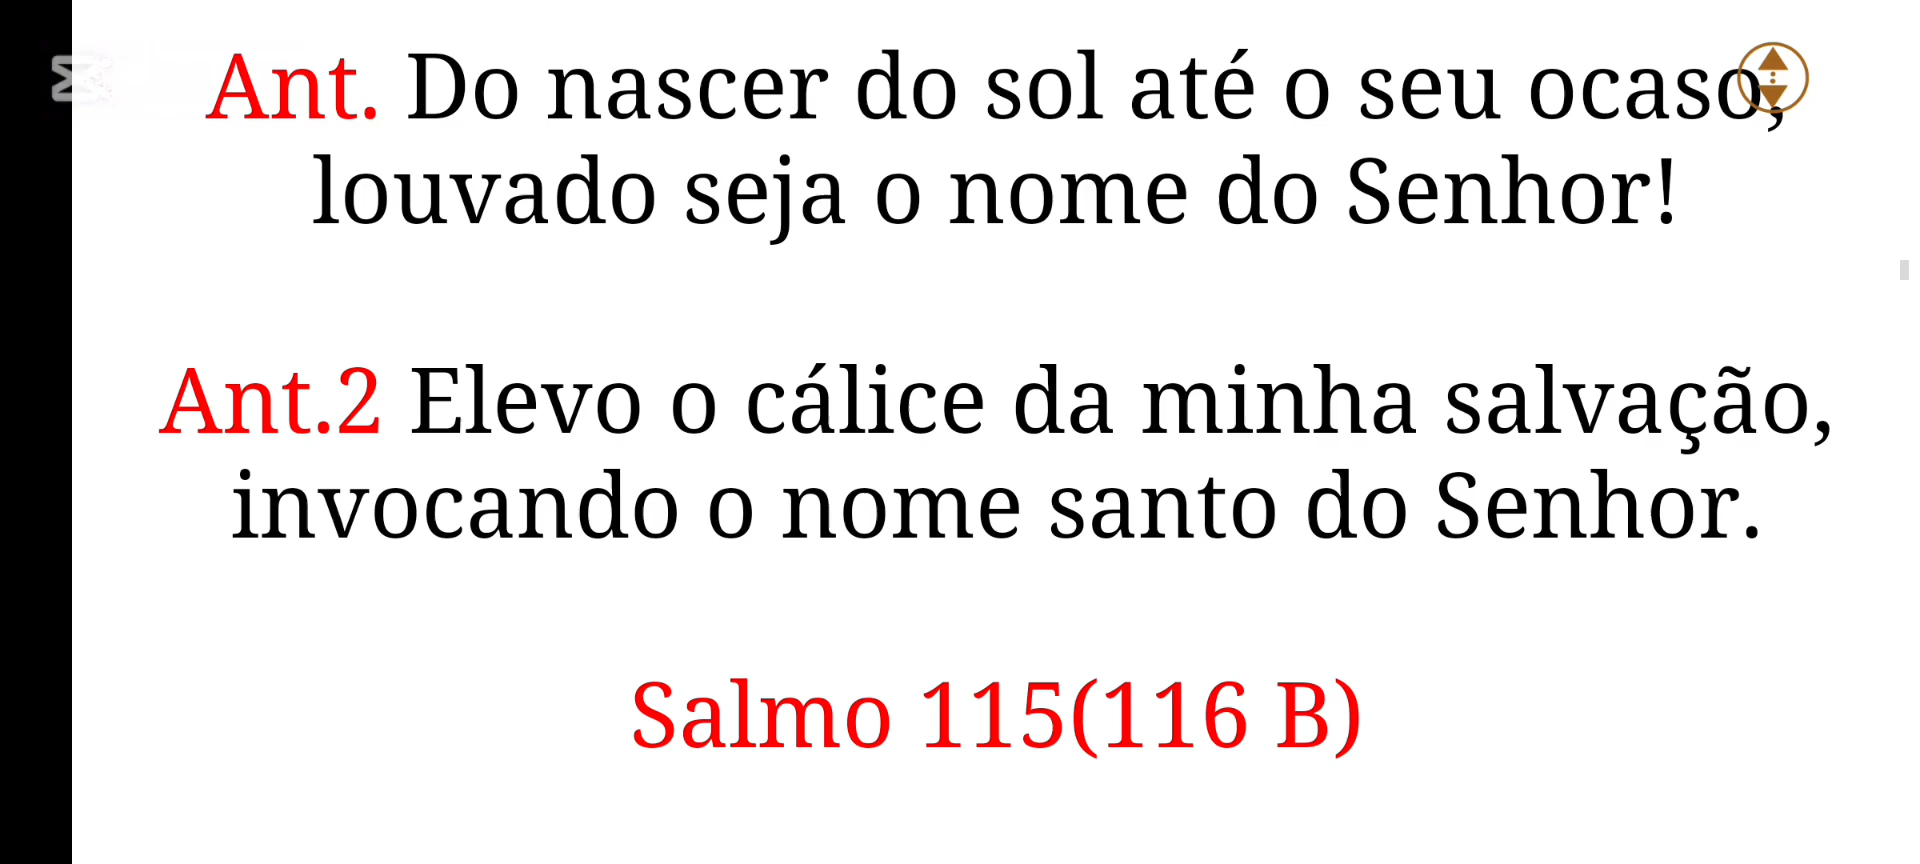 Ant. Do nascer do sol até o seu ocaso,
louvado seja o nome do Senhor!
Ant.2 Elevo o cálice da minha salvação,
invocando o nome santo do Senhor.
Salmo 115(116 B)